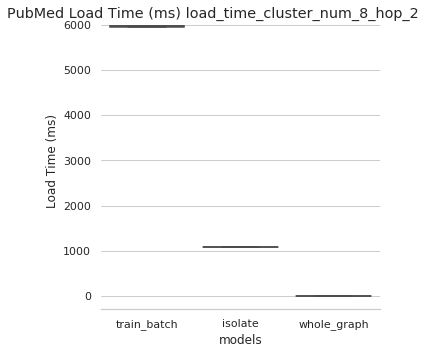 PubMed Load Time (ms) load_time_cluster_num_8_hop_2
6000
5000
4000
3000
2000
1000
0
Load Time (ms)
train_batch isolate whole_graph
models